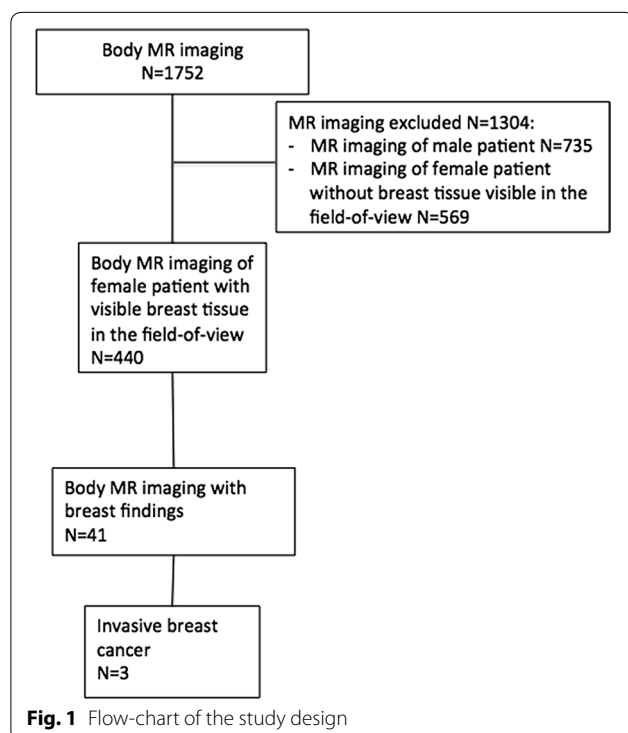 Body MR imaging
N=1752
MR imaging excluded N=1304:
- MR imaging of male patient N=735
- MR imaging of female patient
without breast tissue visible in the
field-of-view N=569
Body MR imaging of
female patient with
visible breast tissue
in the field-of-view
N=440
Body MR imaging with
breast findings
N=41
Invasive breast
cancer
N=3
Fig. 1 Flow-chart of the study design